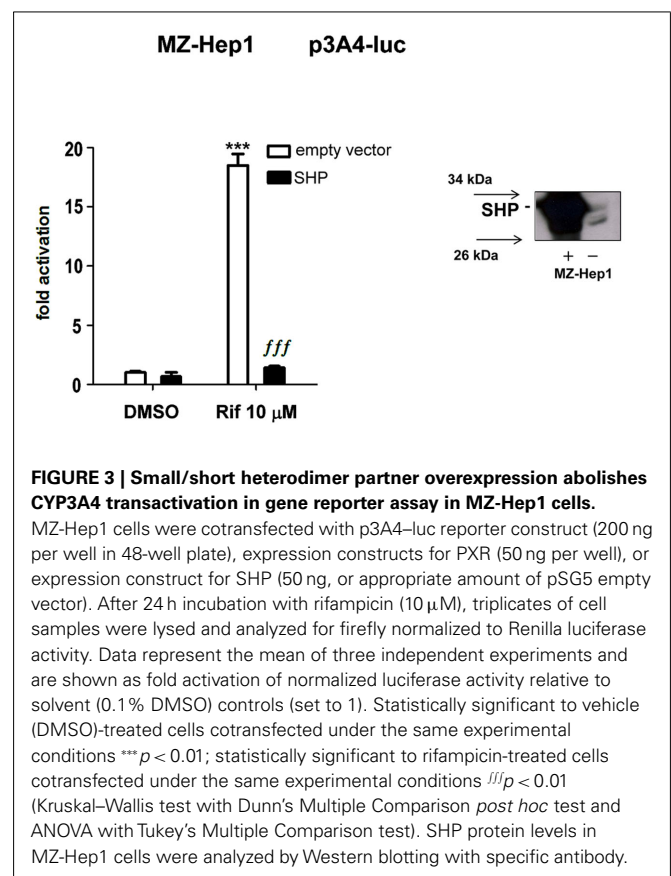 MZ-Hep1 p3A4-luc
20
15
10
5
0
fold activation
***
empty vector
SHP
fff
DMSO Rif 10 μM
34 kDa
SHP -
26 kDa
+ −
MZ-Hep1
FIGURE 3 | Small/short heterodimer partner overexpression abolishes
CYP3A4 transactivation in gene reporter assay in MZ-Hep1 cells.
MZ-Hep1 cells were cotransfected with p3A4–luc reporter construct (200 ng
per well in 48-well plate), expression constructs for PXR (50 ng per well), or
expression construct for SHP (50 ng, or appropriate amount of pSG5 empty
vector). After 24 h incubation with rifampicin (10 μM), triplicates of cell
samples were lysed and analyzed for firefly normalized to Renilla luciferase
activity. Data represent the mean of three independent experiments and
are shown as fold activation of normalized luciferase activity relative to
solvent (0.1% DMSO) controls (set to 1). Statistically significant to vehicle
(DMSO)-treated cells cotransfected under the same experimental
conditions ***p < 0.01; statistically significant to rifampicin-treated cells
cotransfected under the same experimental conditions ∫∫∫p < 0.01
(Kruskal–Wallis test with Dunn's Multiple Comparison post hoc test and
ANOVA with Tukey's Multiple Comparison test). SHP protein levels in
MZ-Hep1 cells were analyzed by Western blotting with specific antibody.